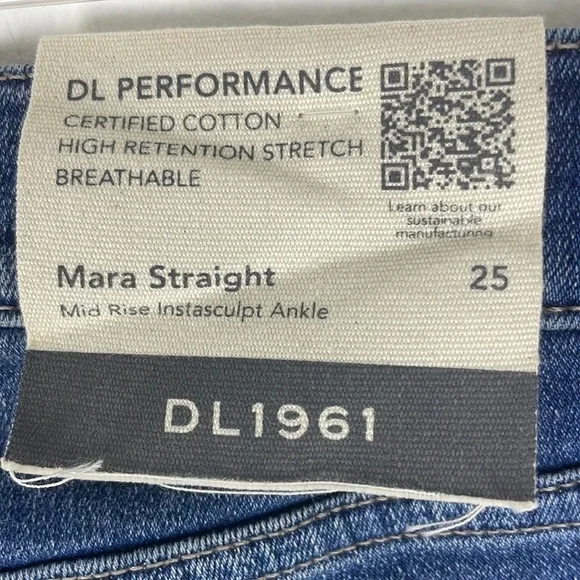 DL PERFORMANCE
CERTIFIED COTTON
HIGH RETENTION STRETCH
BREATHABLE
Learn about our
sustainable
manufacturing
Mara Straight 25
Mid Rise Instasculpt Ankle
DL1961